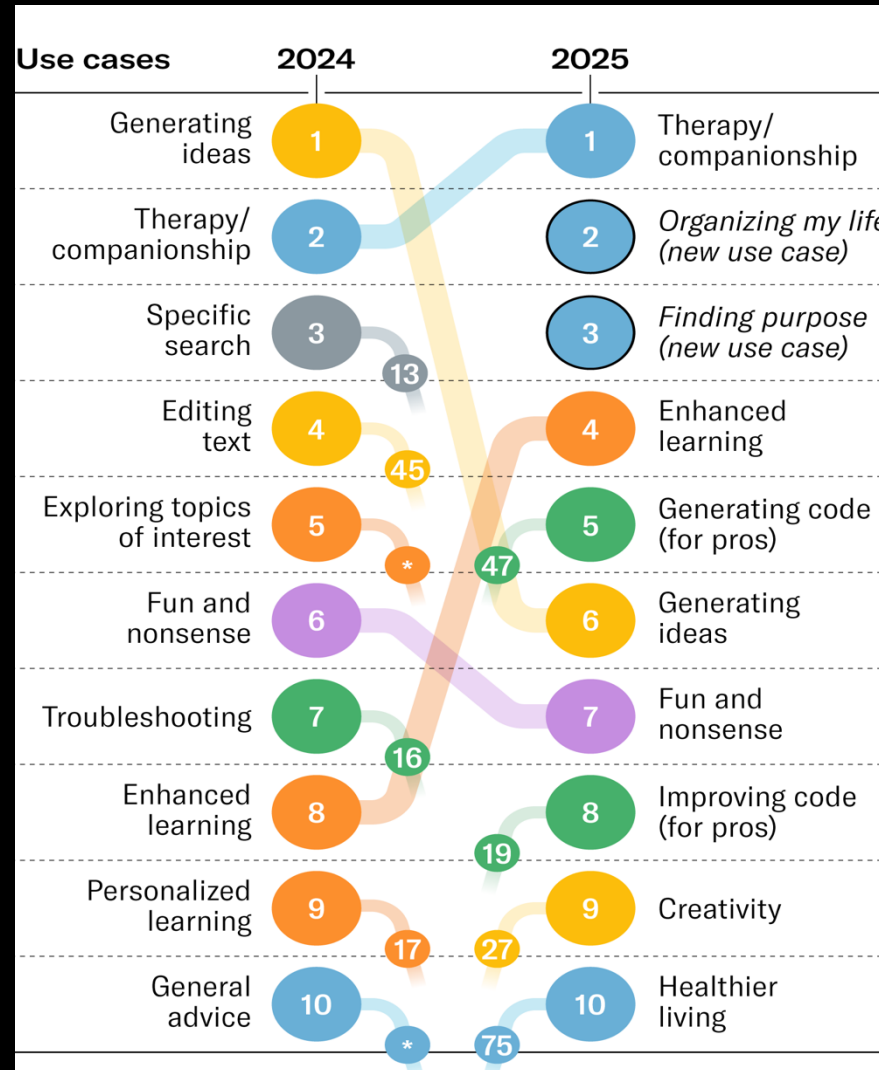 Use cases 2024 2025
Generating
ideas
1
1
Therapy/
companionship
Therapy/
companionship
2
2
Organizing my life
(new use case)
Specific
search
3
13
3
Finding purpose
(new use case)
Editing
text
4
45
4
Enhanced
learning
Exploring topics
of interest
5
*
47
5
Generating code
(for pros)
Fun and
nonsense
6
6
Generating
ideas
Troubleshooting
7
16
7
Fun and
nonsense
Enhanced
learning
8
19
8
Improving code
(for pros)
Personalized
learning
9
17
27
9
Creativity
General
advice
10
*
75
10
Healthier
living